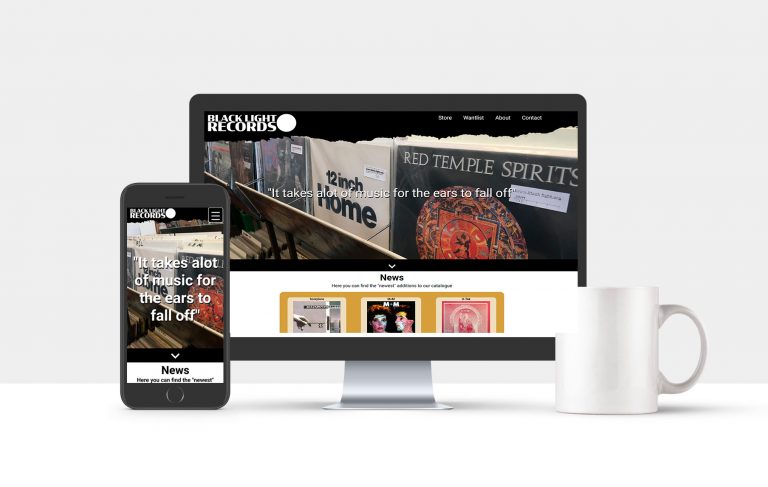 BLACK LIGHT
RECORDS
Store Wantlist About Contact
12 inch
Home
RED TEMPLE SPIRITS
"It takes alot of music for the ears to fall off"
News
Here you can find the "newest" additions to our catalogue
M+M
BLACK LIGHT
RECORDS
"It takes alot
of music for
the ears to
fall off"
News
Here you can find the "newest"